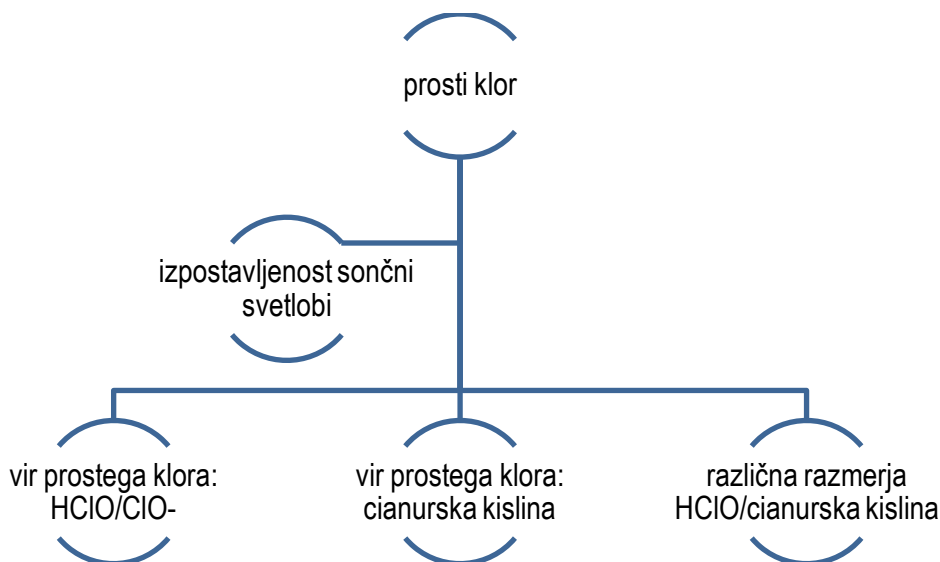 prosti klor
izpostavljenost sončni
svetlobi
vir prostega klora:
HClO/ClO-
vir prostega klora:
cianurska kislina
različna razmerja
HClO/cianurska kislina